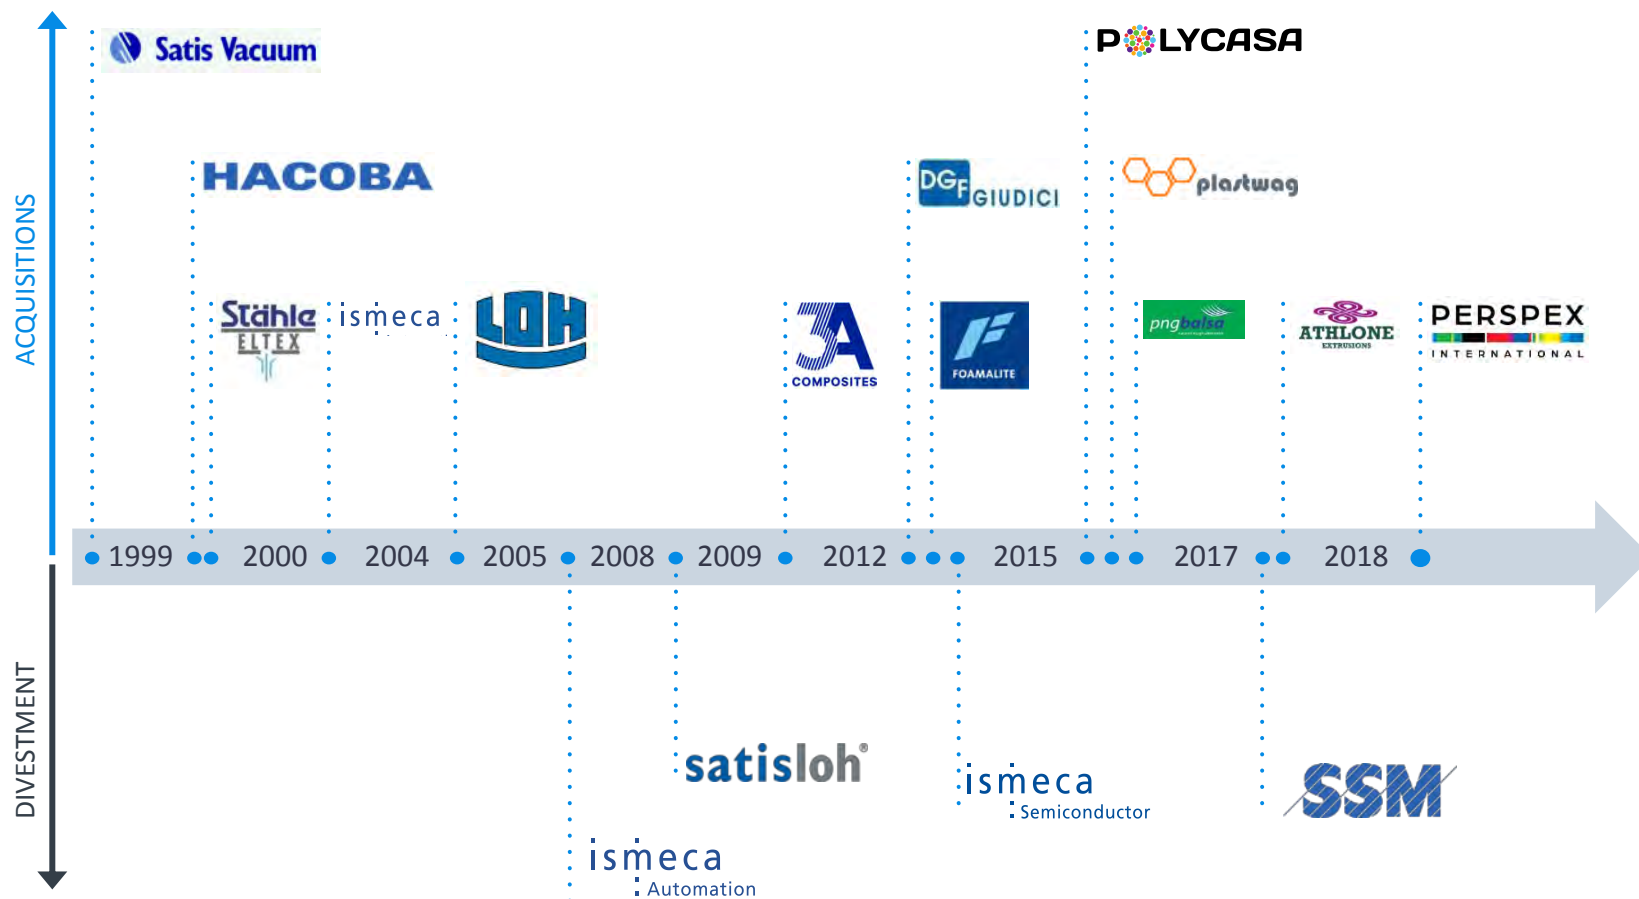 ACQUISITIONS
Satis Vacuum
POLYCASA
HACOBA
DGF GIUDICI
plastwag
Stähle
ELTEX
ismeca
LOH
3A
COMPOSITES
FOAMALITE
pngbalsa
ATHLONE
EXTRUSIONS
PERSPEX
INTERNATIONAL
1999 2000 2004 2005 2008 2009 2012 2015 2017 2018
DIVESTMENT
satisloh®
ismeca
Semiconductor
SSM
ismeca
Automation